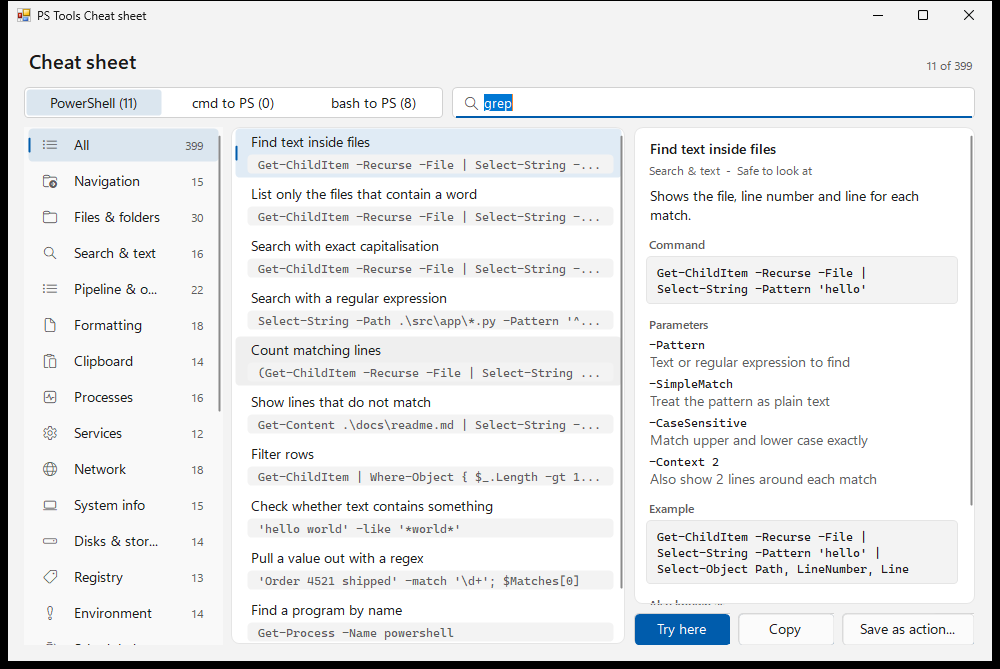 PS Tools Cheat sheet
Cheat sheet
11 of 399
PowerShell (11)
cmd to PS (0)
bash to PS (8)
grep
All 399
Navigation 15
Files & folders 30
Search & text 16
Pipeline & o... 22
Formatting 18
Clipboard 14
Processes 16
Services 12
Network 18
System info 15
Disks & stor... 14
Registry 13
Environment 14
Find text inside files
Get-ChildItem -Recurse -File | Select-String -...
List only the files that contain a word
Get-ChildItem -Recurse -File | Select-String -...
Search with exact capitalisation
Get-ChildItem -Recurse -File | Select-String -...
Search with a regular expression
Select-String -Path .\src\app\*.py -Pattern '^...
Count matching lines
(Get-ChildItem -Recurse -File | Select-String ...
Show lines that do not match
Get-Content .\docs\readme.md | Select-String -...
Filter rows
Get-ChildItem | Where-Object { $_.Length -gt 1...
Check whether text contains something
'hello world' -like '*world*'
Pull a value out with a regex
'Order 4521 shipped' -match '\d+'; $Matches[0]
Find a program by name
Get-Process -Name powershell
Find text inside files
Search & text - Safe to look at
Shows the file, line number and line for each
match.
Command
Get-ChildItem -Recurse -File |
Select-String -Pattern 'hello'
Parameters
-Pattern
Text or regular expression to find
-SimpleMatch
Treat the pattern as plain text
-CaseSensitive
Match upper and lower case exactly
-Context 2
Also show 2 lines around each match
Example
Get-ChildItem -Recurse -File |
Select-String -Pattern 'hello' |
Select-Object Path, LineNumber, Line
Try here
Copy
Save as action...